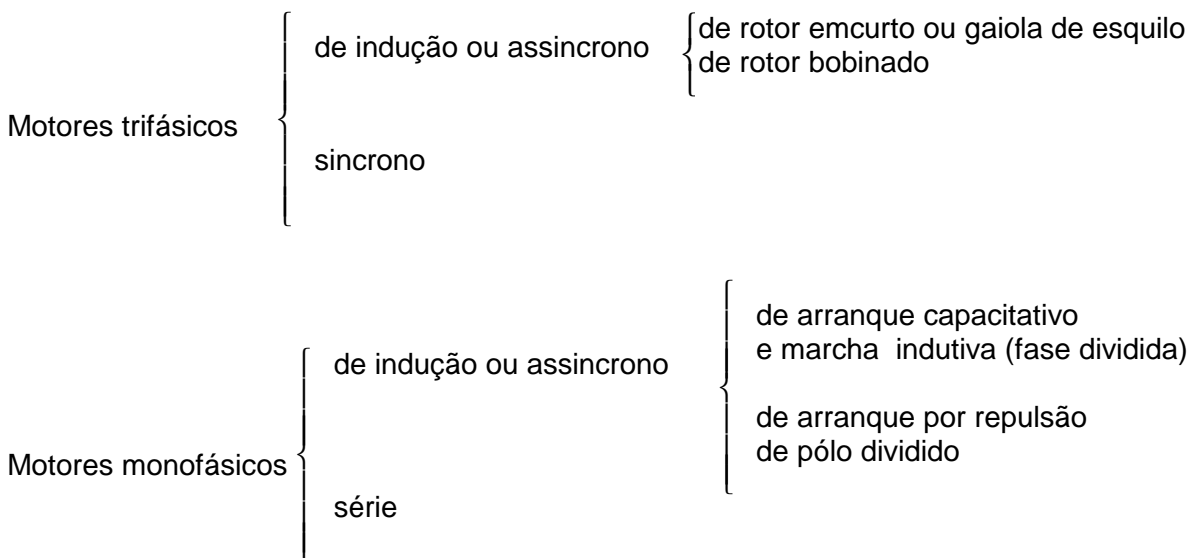 de indução ou assincrono
de rotor emcurto ou gaiola de esquilo
de rotor bobinado
Motores trifásicos
sincrono
de arranque capacitativo
e marcha indutiva (fase dividida)
de indução ou assincrono
de arranque por repulsão
de pólo dividido
Motores monofásicos
série